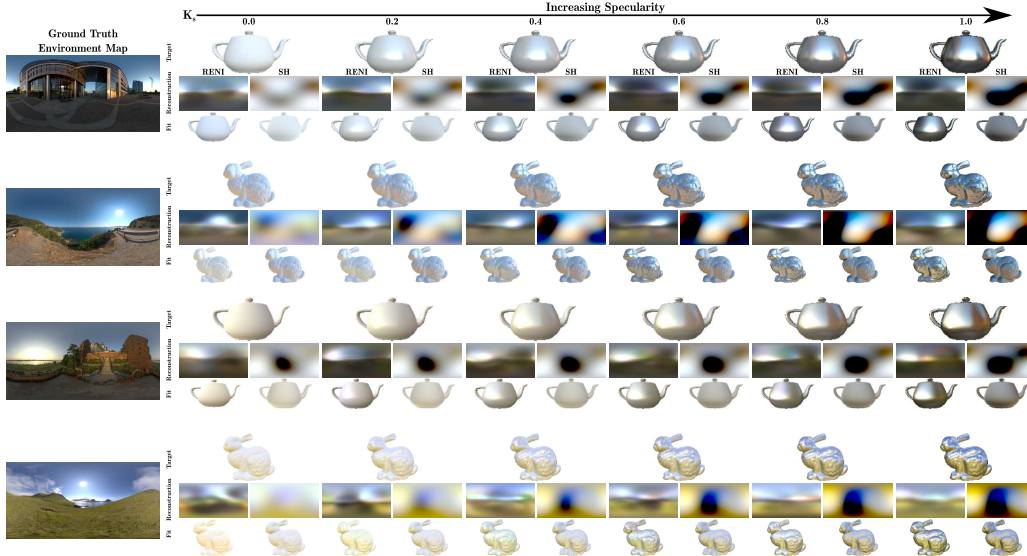 Increasing Specularity
Ks 0.0 0.2 0.4 0.6 0.8 1.0
Ground Truth
Environment Map
Target
RENI SH RENI SH RENI SH RENI SH RENI SH RENI SH
Reconstruction
Fit
Target
Reconstruction
Fit
Target
Reconstruction
Fit
Target
Reconstruction
Fit